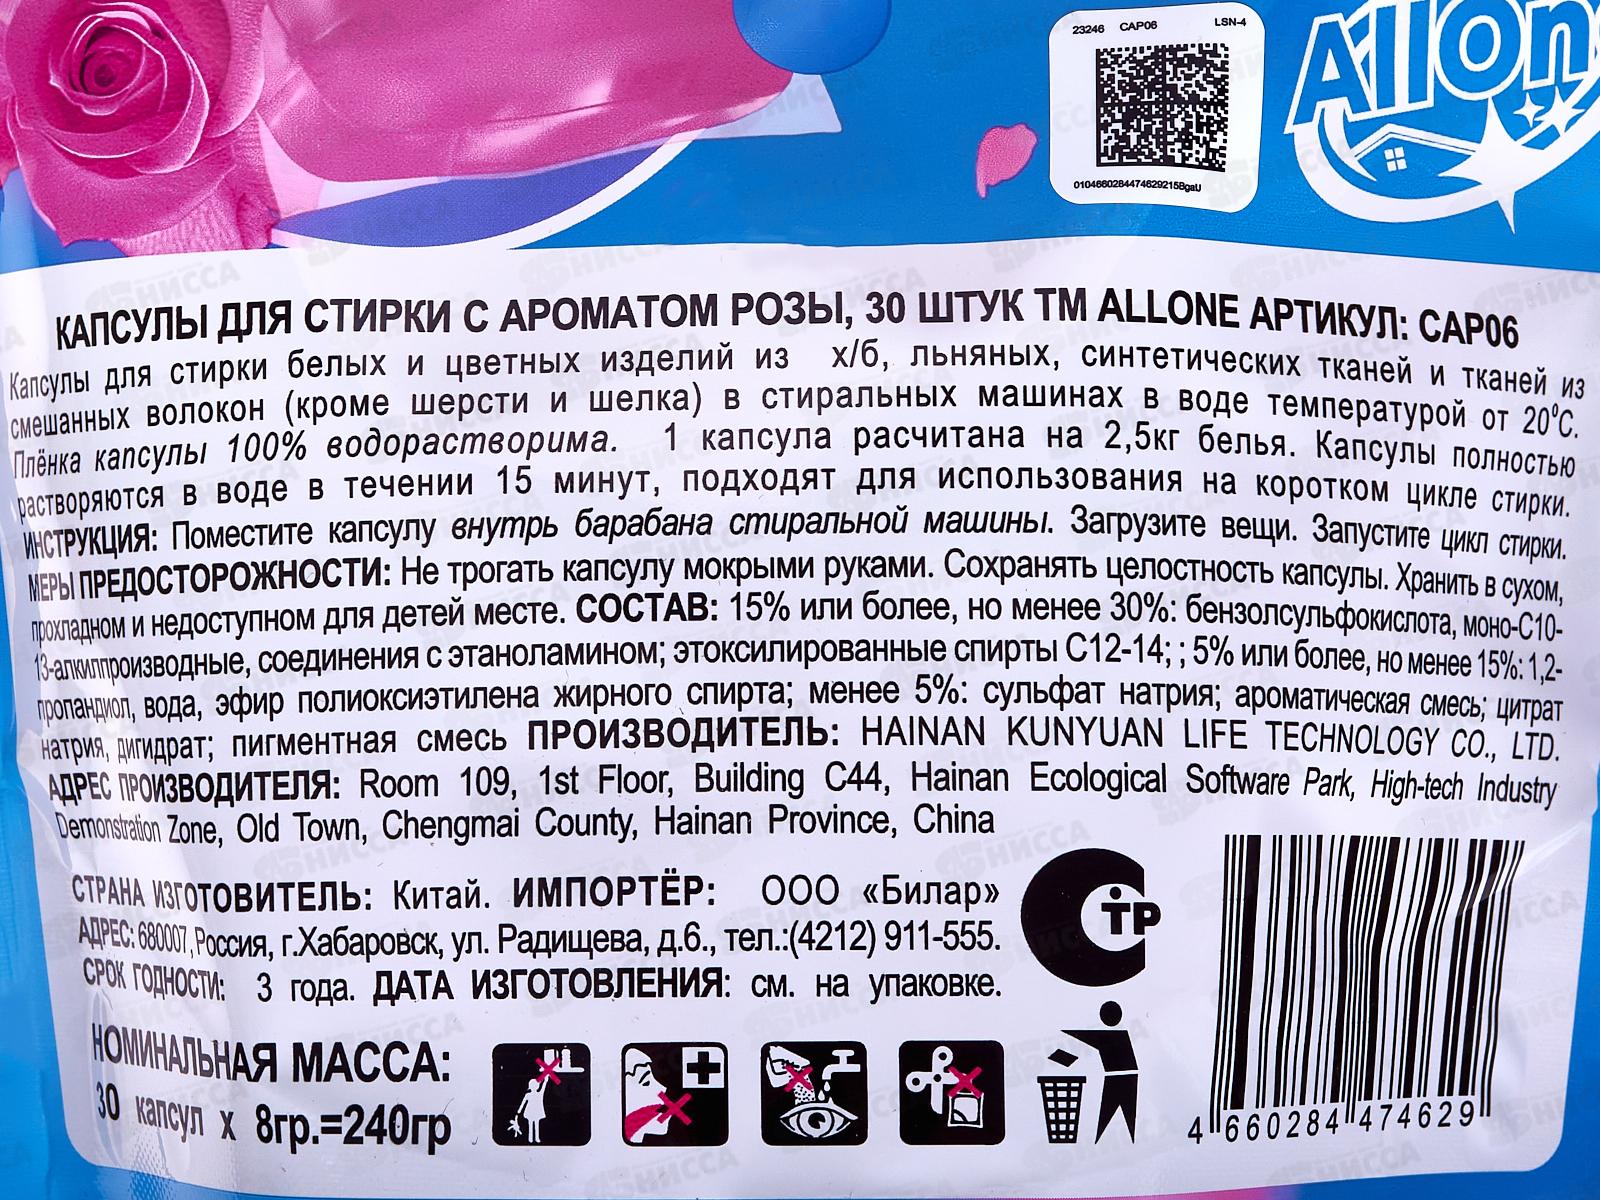 23246 CAP06 LSN-4
0104660284474629215BgaU
AllOn
КАПСУЛЫ ДЛЯ СТИРКИ С АРОМАТОМ РОЗЫ, 30 ШТУК ТМ ALLONE АРТИКУЛ: CAP06
Капсулы для стирки белых и цветных изделий из х/б, льняных, синтетических тканей и тканей из
смешанных волокон (кроме шерсти и шелка) в стиральных машинах в воде температурой от 20°С.
Плёнка капсулы 100% водорастворима. 1 капсула расчитана на 2,5кг белья. Капсулы полностью
растворяются в воде в течении 15 минут, подходят для использования на коротком цикле стирки.
ИНСТРУКЦИЯ: Поместите капсулу внутрь барабана стиральной машины. Загрузите вещи. Запустите цикл стирки.
МЕРЫ ПРЕДОСТОРОЖНОСТИ: Не трогать капсулу мокрыми руками. Сохранять целостность капсулы. Хранить в сухом,
прохладном и недоступном для детей месте. СОСТАВ: 15% или более, но менее 30%: бензолсульфокислота, моно-С10-
13-алкилпроизводные, соединения с этаноламином; этоксилированные спирты С12-14; ; 5% или более, но менее 15%: 1,2-
пропандиол, вода, эфир полиоксиэтилена жирного спирта; менее 5%: сульфат натрия; ароматическая смесь; цитрат
натрия, дигидрат; пигментная смесь ПРОИЗВОДИТЕЛЬ: HAINAN KUNYUAN LIFE TECHNOLOGY CO., LTD.
АДРЕС ПРОИЗВОДИТЕЛЯ: Room 109, 1st Floor, Building C44, Hainan Ecological Software Park, High-tech Industry
Demonstration Zone, Old Town, Chengmai County, Hainan Province, China
СТРАНА ИЗГОТОВИТЕЛЬ: Китай. ИМПОРТЁР: ООО «Билар»
АДРЕС: 680007, Россия, г.Хабаровск, ул. Радищева, д.6., тел.:(4212) 911-555.
СРОК ГОДНОСТИ: 3 года. ДАТА ИЗГОТОВЛЕНИЯ: см. на упаковке.
СТР
НОМИНАЛЬНАЯ МАССА:
30 капсул х 8гр.=240гр
4 660284 474629